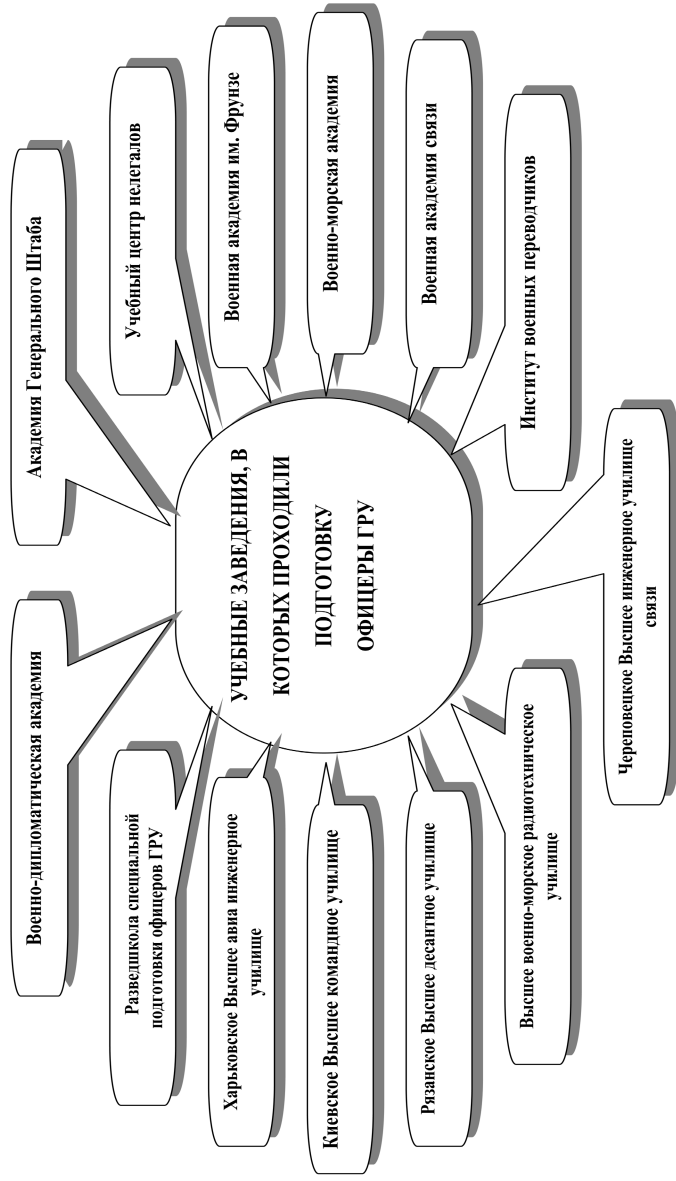 Военно-дипломатическая академия
Академия Генерального Штаба
Разведшкола специальной
подготовки офицеров ГРУ
Учебный центр нелегалов
Харьковское Высшее авиа инженерное
училище
Военная академия им. Фрунзе
УЧЕБНЫЕ ЗАВЕДЕНИЯ, В
КОТОРЫХ ПРОХОДИЛИ
ПОДГОТОВКУ
ОФИЦЕРЫ ГРУ
Киевское Высшее командное училище
Военно-морская академия
Рязанское Высшее десантное училище
Военная академия связи
Высшее военно-морское радиотехническое
училище
Институт военных переводчиков
Череповецкое Высшее инженерное училище
связи